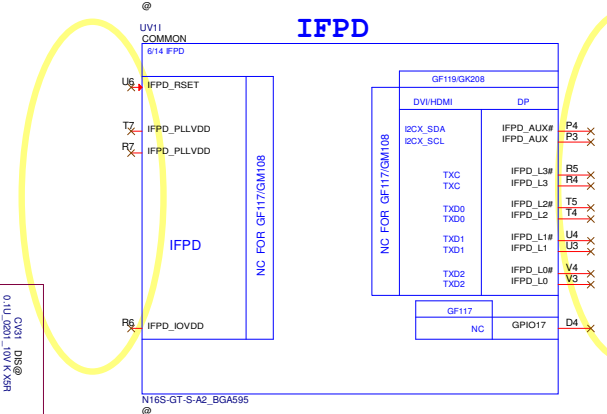 @
UV1I
IFPD
COMMON
6/14 IFPD
GF119/GK208
U6 IFPD_RSET
DVI/HDMI DP
T7 IFPD_PLLVDD
I2CX_SDA IFPD_AUX# P4
I2CX_SCL IFPD_AUX P3
R7 IFPD_PLLVDD
TXC IFPD_L3# R5
TXC IFPD_L3 R4
TXD0 IFPD_L2# T5
TXD0 IFPD_L2 T4
NC FOR GF117/GM108
NC FOR GF117/GM108
IFPD
TXD1 IFPD_L1# U4
TXD1 IFPD_L1 U3
TXD2 IFPD_L0# V4
TXD2 IFPD_L0 V3
GF117
R6 IFPD_IOVDD
NC GPIO17 D4
CV31 DIS@
0.1U_0201_10V K X5R
N16S-GT-S-A2_BGA595
@